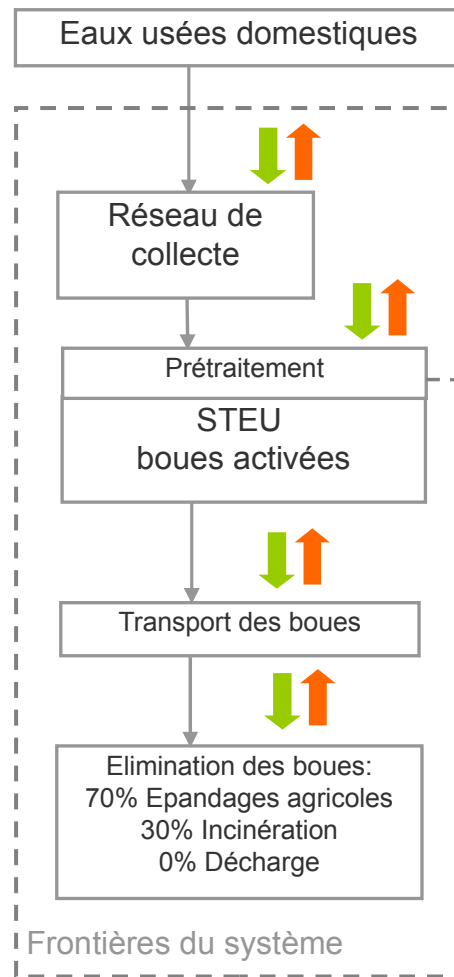 Eaux usées domestiques
Réseau de
collecte
Prétraitement
STEU
boues activées
Transport des boues
Elimination des boues:
70% Epandages agricoles
30% Incinération
0% Décharge
Frontières du système